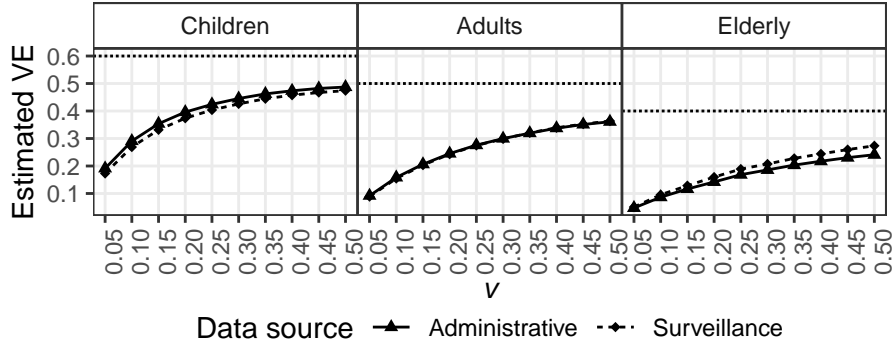 Children Adults Elderly
Estimated VE
0.6
0.5
0.4
0.3
0.2
0.1
0.05 0.10 0.15 0.20 0.25 0.30 0.35 0.40 0.45 0.50 0.05 0.10 0.15 0.20 0.25 0.30 0.35 0.40 0.45 0.50 0.05 0.10 0.15 0.20 0.25 0.30 0.35 0.40 0.45 0.50
v
Data source Administrative Surveillance